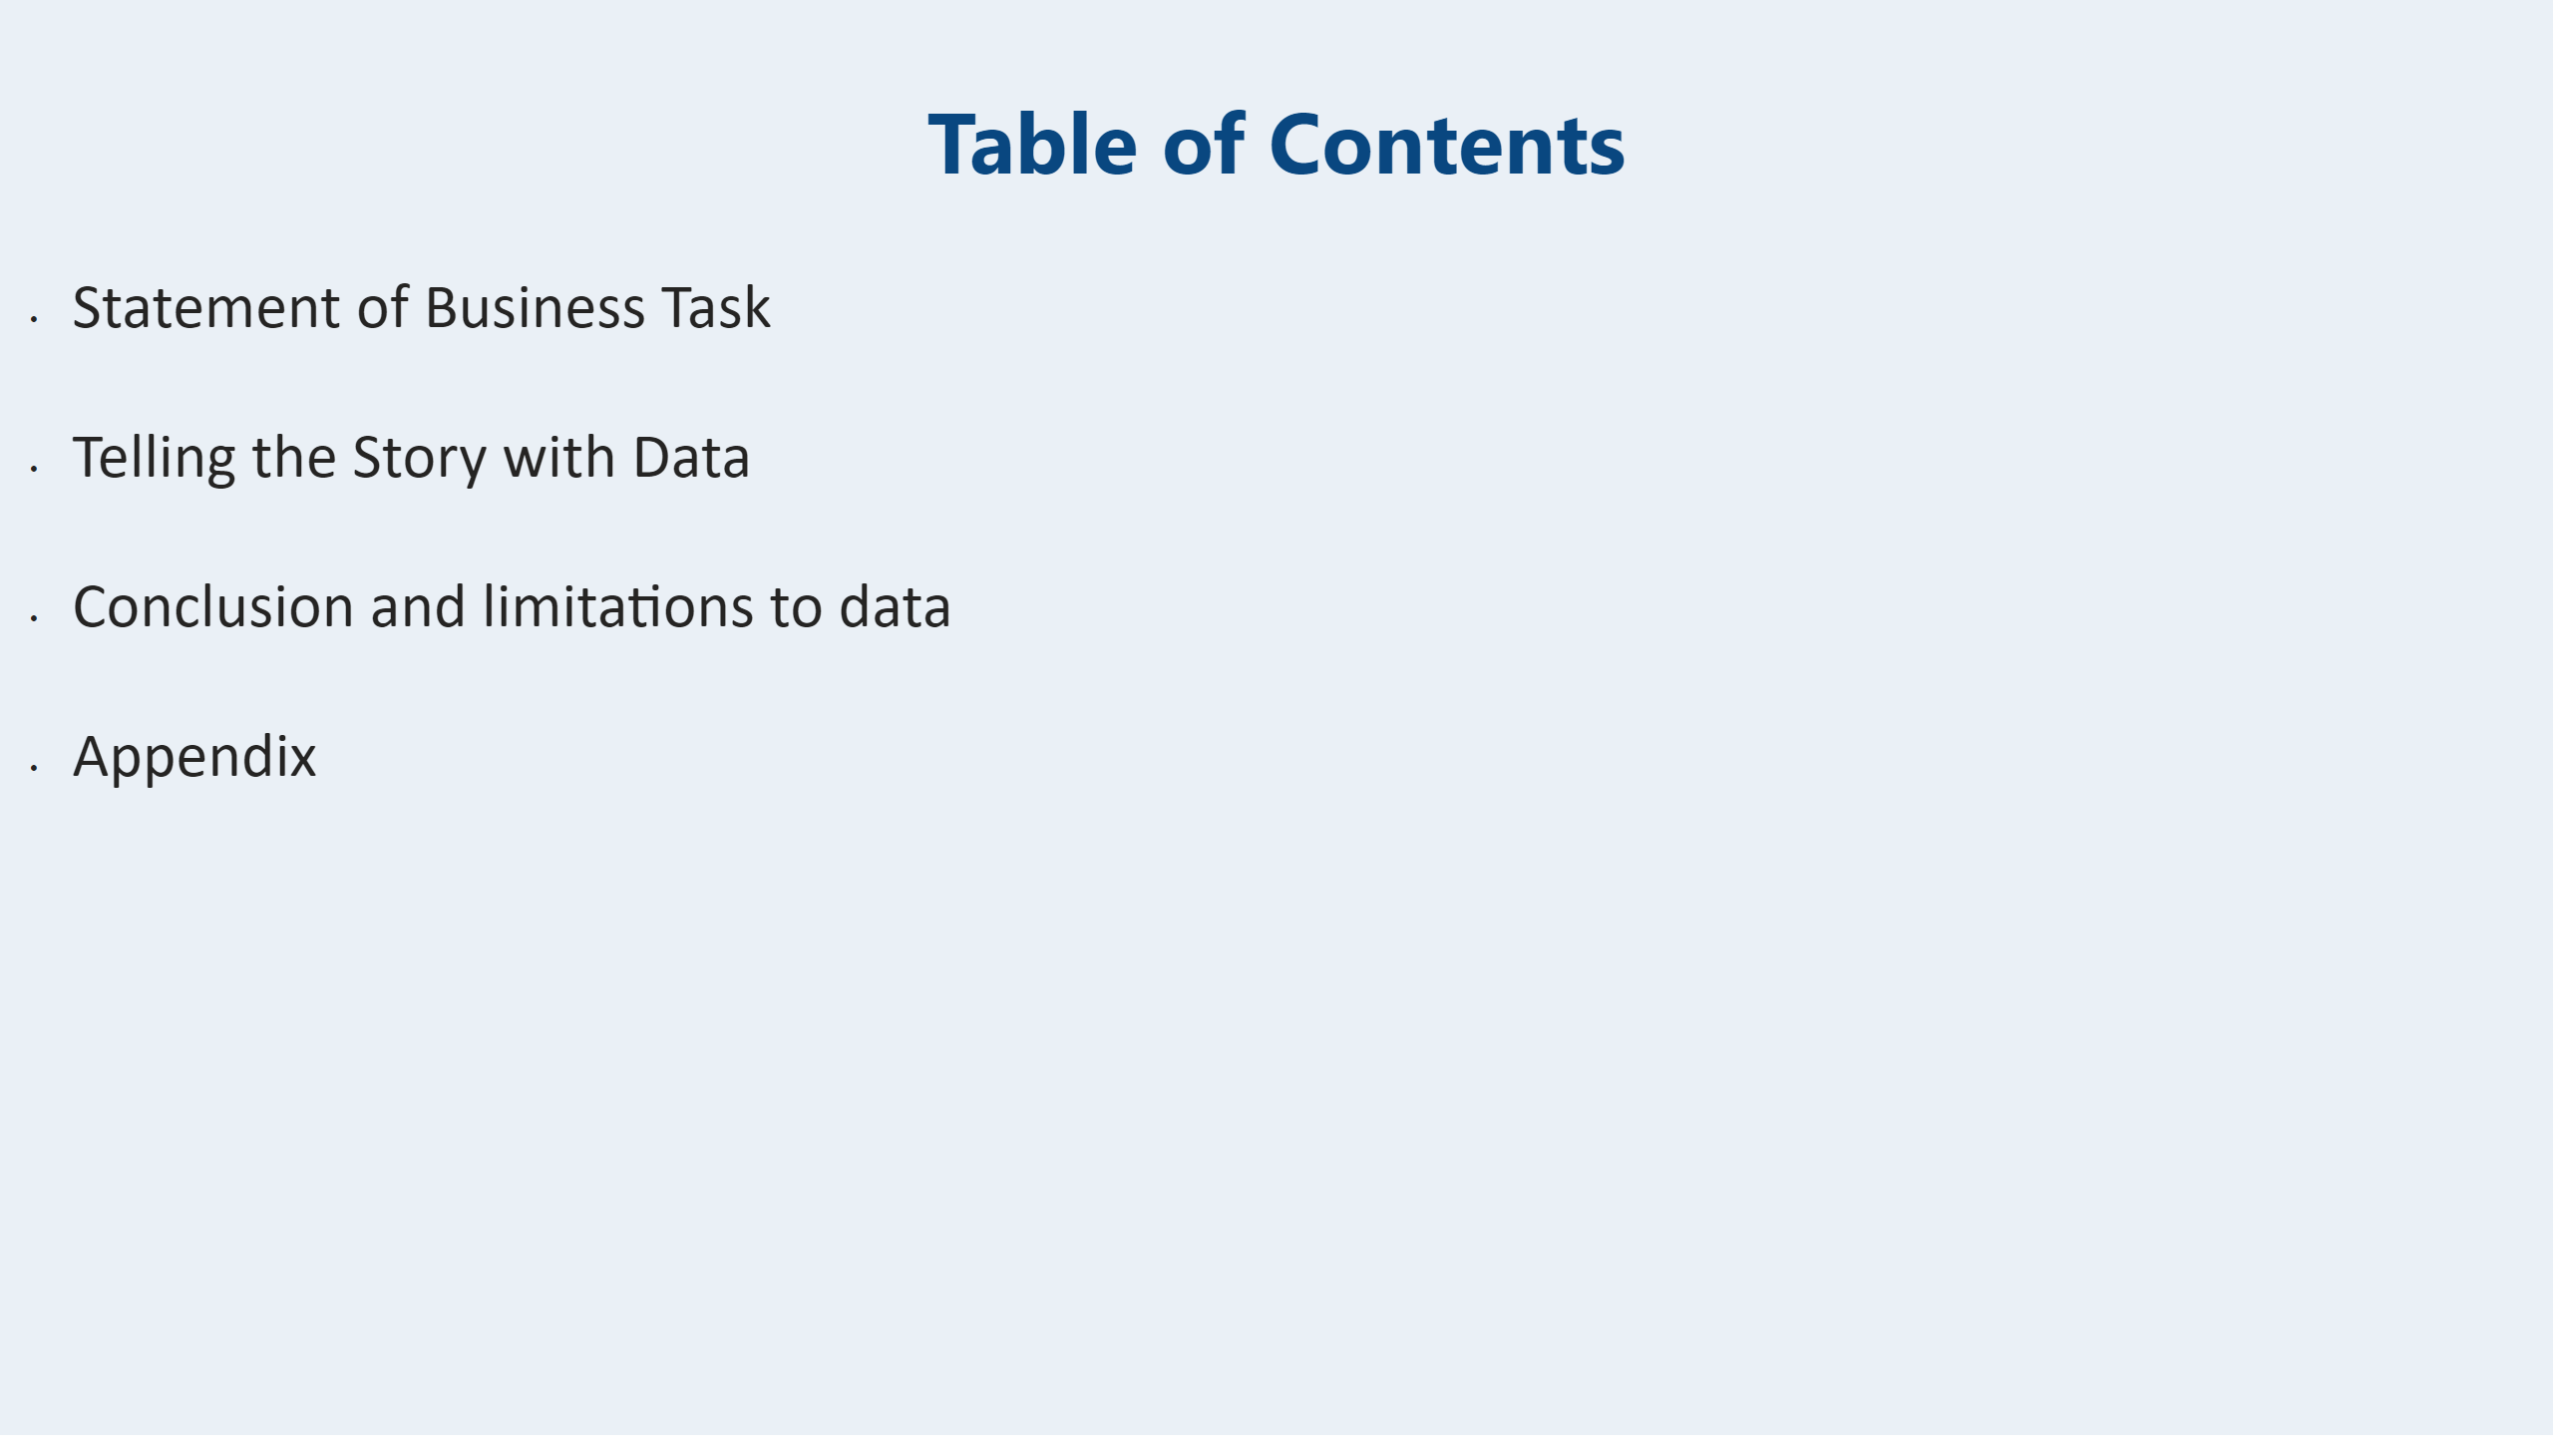 Table of Contents
• Statement of Business Task
• Telling the Story with Data
• Conclusion and limitations to data
• Appendix